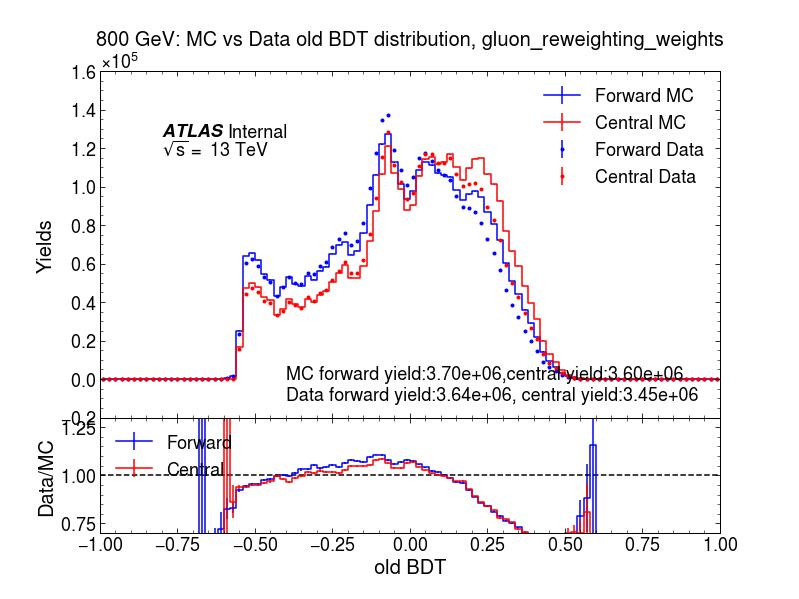 800 GeV: MC vs Data old BDT distribution, gluon_reweighting_weights
×10⁵
1.6
1.4
1.2
1.0
0.8
0.6
0.4
0.2
0.0
0.2
Yields
ATLAS Internal
√s = 13 TeV
Forward MC
Central MC
Forward Data
Central Data
MC forward yield:3.70e+06,central yield:3.60e+06
Data forward yield:3.64e+06, central yield:3.45e+06
1.25
1.00
0.75
Data/MC
Forward
Central
−1.00 −0.75 −0.50 −0.25 0.00 0.25 0.50 0.75 1.00
old BDT